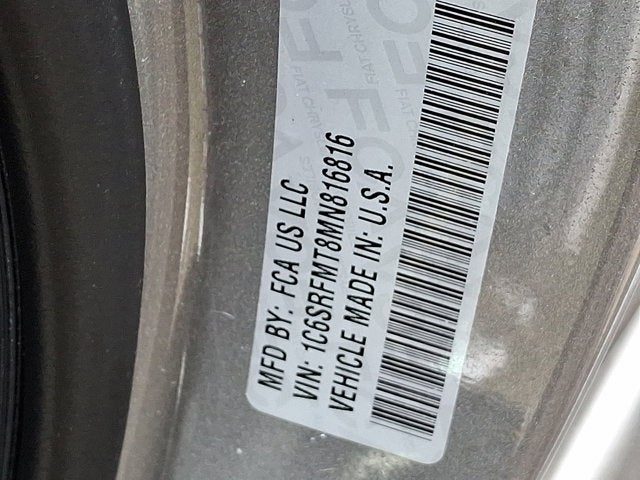 MFD BY: FCA US LLC
VIN: 1C6SRFMT8MN816816
VEHICLE MADE IN: U.S.A.